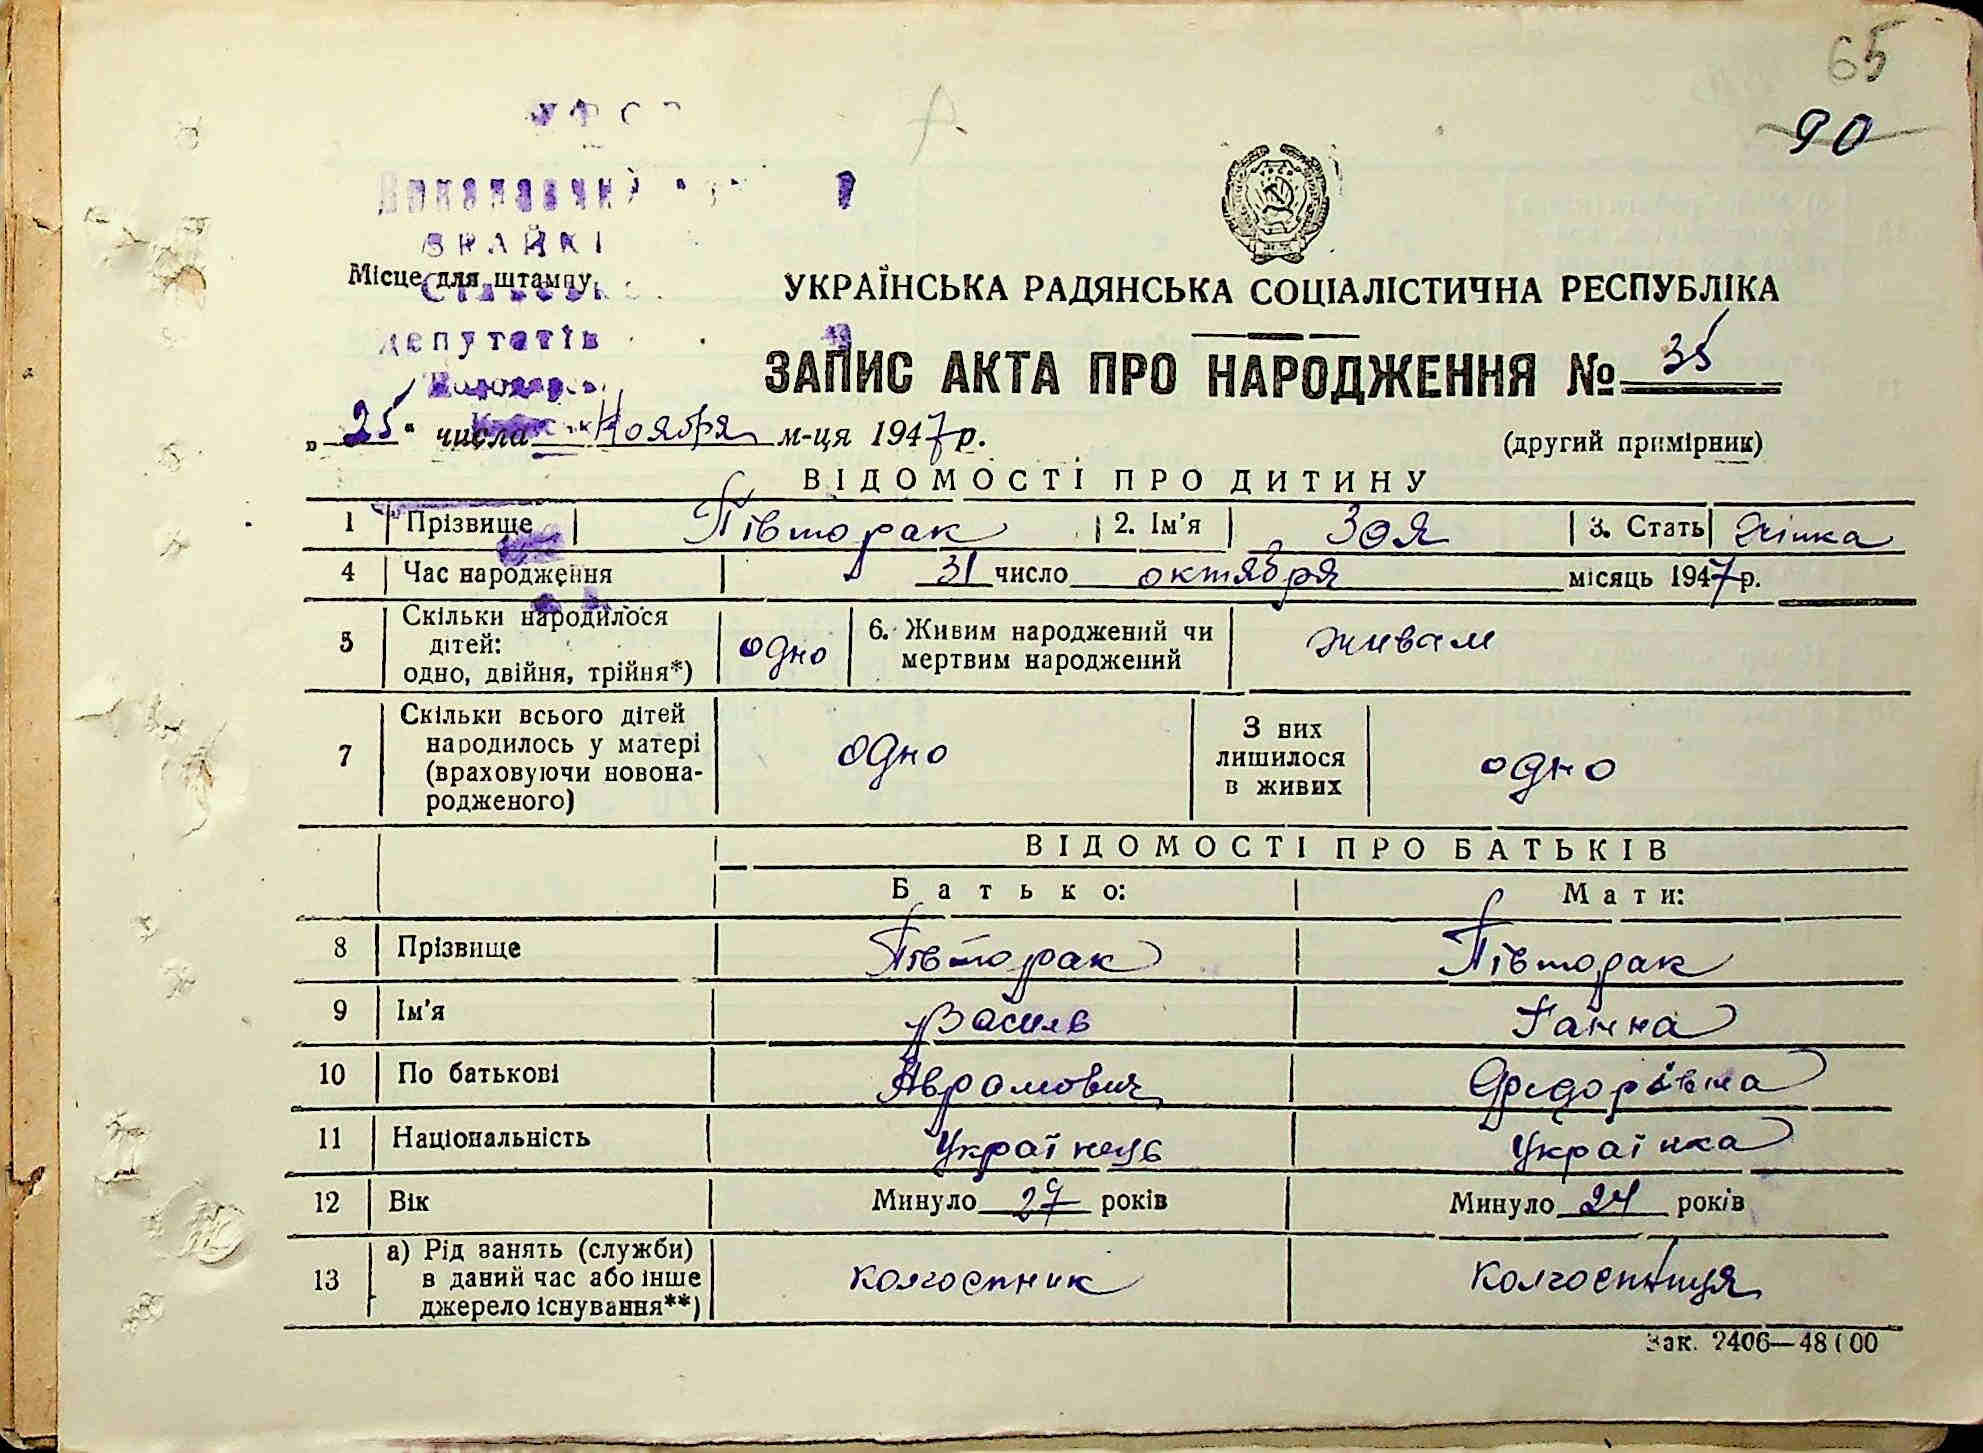 65
90
УКРАЇНСЬКА РАДЯНСЬКА СОЦІАЛІСТИЧНА РЕСПУБЛІКА
Місце для штампу
депутатів
ЗАПИС АКТА ПРО НАРОДЖЕННЯ № 35
„25“ числа Ноября м-ця 1947 р.
(другий примірник)
ВІДОМОСТІ ПРО ДИТИНУ
1 Прізвище Півторак 2. Ім'я Зоя 3. Стать жінка
4 Час народження 31 число октября місяць 1947 р.
5 Скільки народилося дітей: одно, двійня, трійня*) одно 6. Живим народжений чи мертвим народжений живам
7 Скільки всього дітей народилось у матері (враховуючи новонародженого) одно З них лишилося в живих одно
ВІДОМОСТІ ПРО БАТЬКІВ
Батько: Мати:
8 Прізвище Півторак Півторак
9 Ім'я Василь Ганна
10 По батькові Аврамович Федорівна
11 Національність Українець Українка
12 Вік Минуло 27 років Минуло 24 років
13 а) Рід занять (служби) в даний час або інше джерело існування**) колгоспник колгоспниця
Зак. 2406—48000